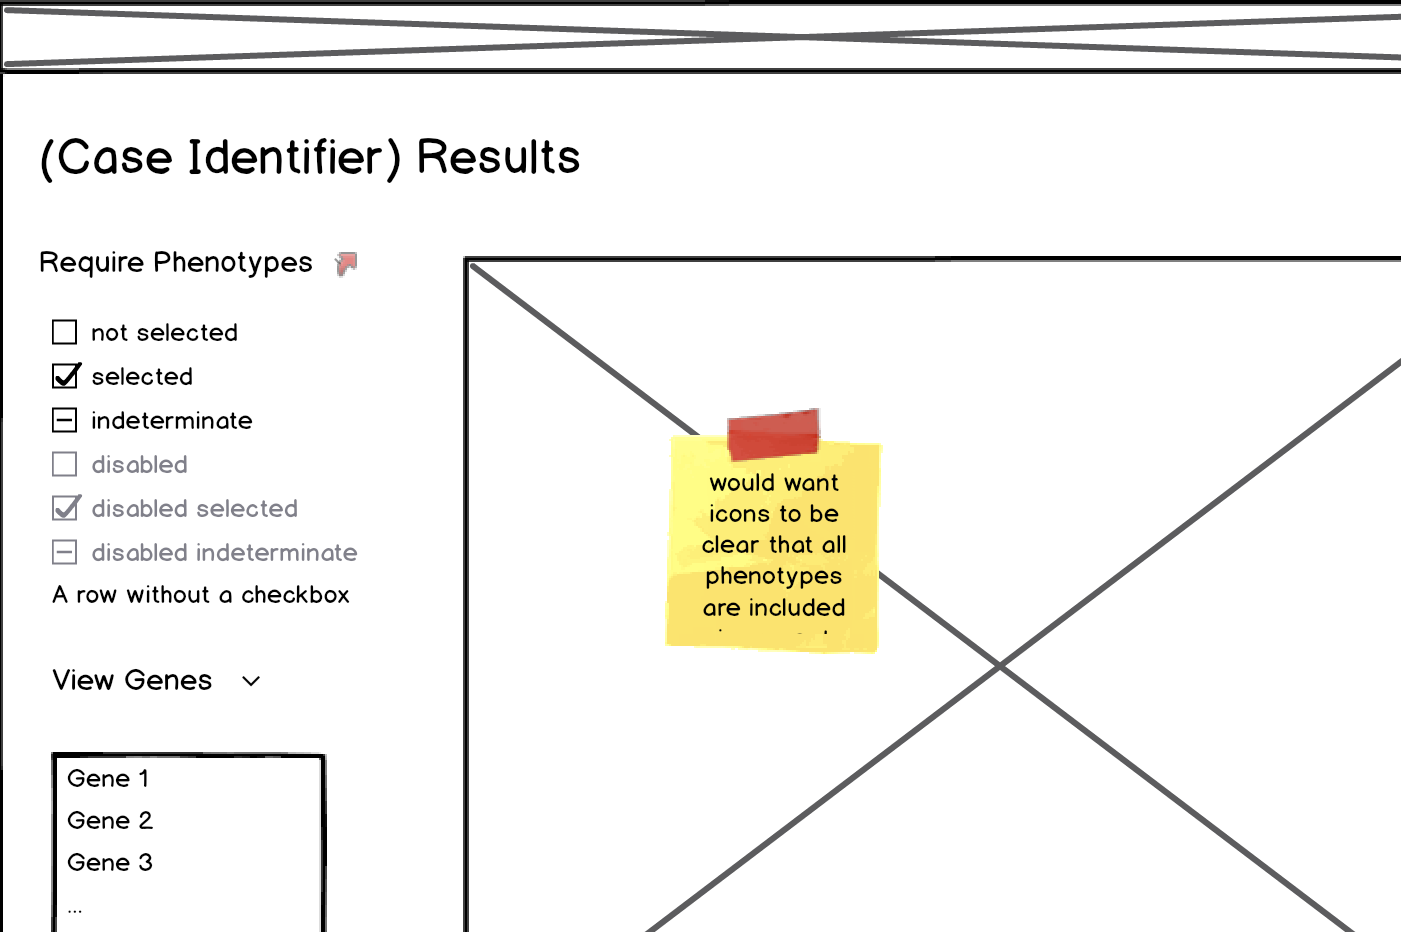 (Case Identifier) Results
Require Phenotypes
not selected
selected
indeterminate
disabled
disabled selected
disabled indeterminate
A row without a checkbox
View Genes
Gene 1
Gene 2
Gene 3
...
would want
icons to be
clear that all
phenotypes
are included